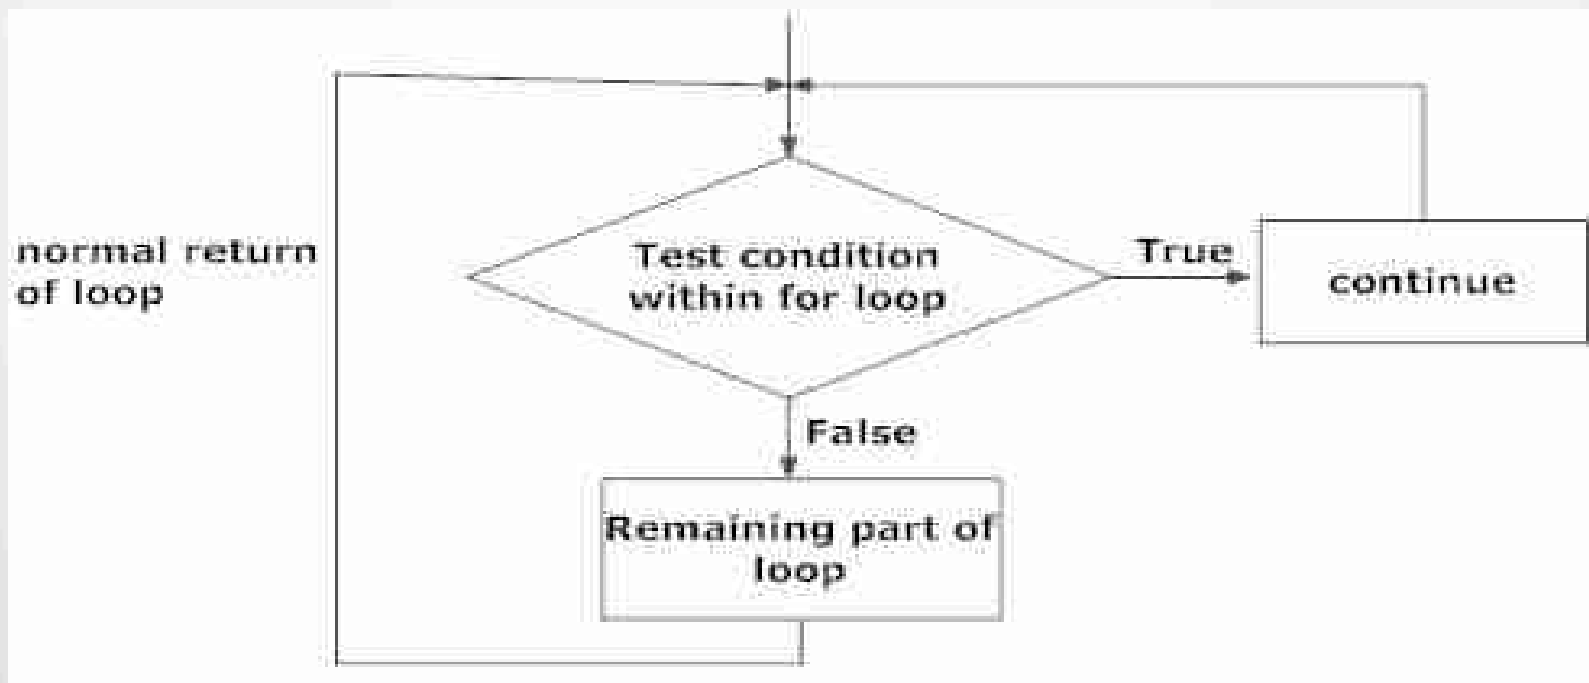 normal return
of loop
Test condition
within for loop
True
continue
False
Remaining part of
loop